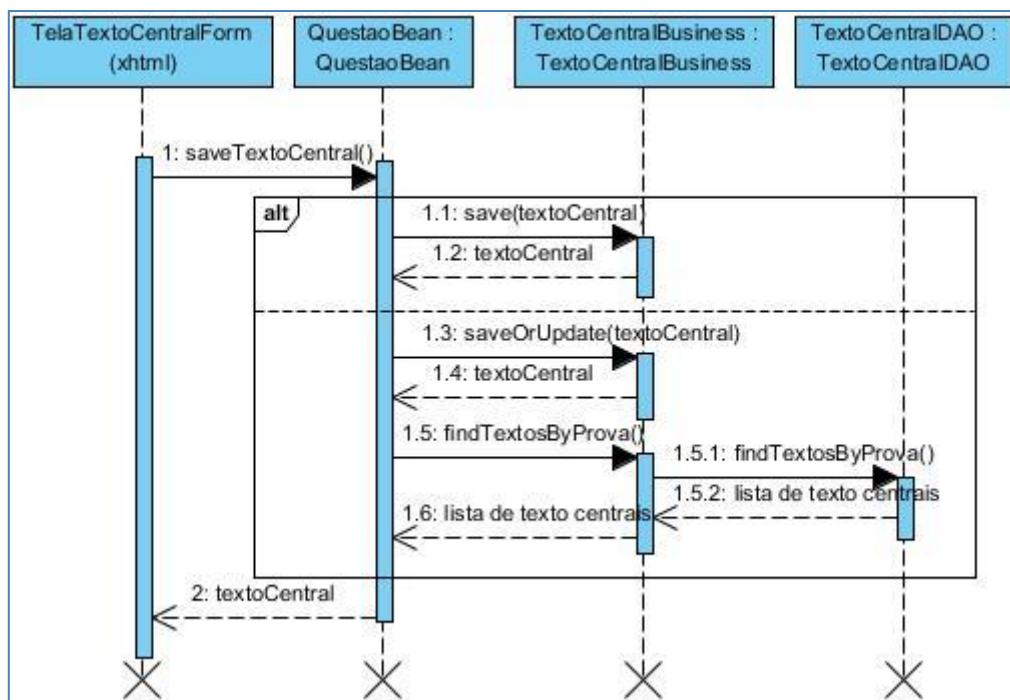 TelaTextoCentralForm
(xhtml)
QuestaoBean :
QuestaoBean
TextoCentralBusiness :
TextoCentralBusiness
TextoCentralDAO :
TextoCentralDAO
1: saveTextoCentral()
alt
1.1: save(textoCentral)
1.2: textoCentral
1.3: saveOrUpdate(textoCentral)
1.4: textoCentral
1.5: findTextosByProva()
1.5.1: findTextosByProva()
1.5.2: lista de texto centrais
1.6: lista de texto centrais
2: textoCentral